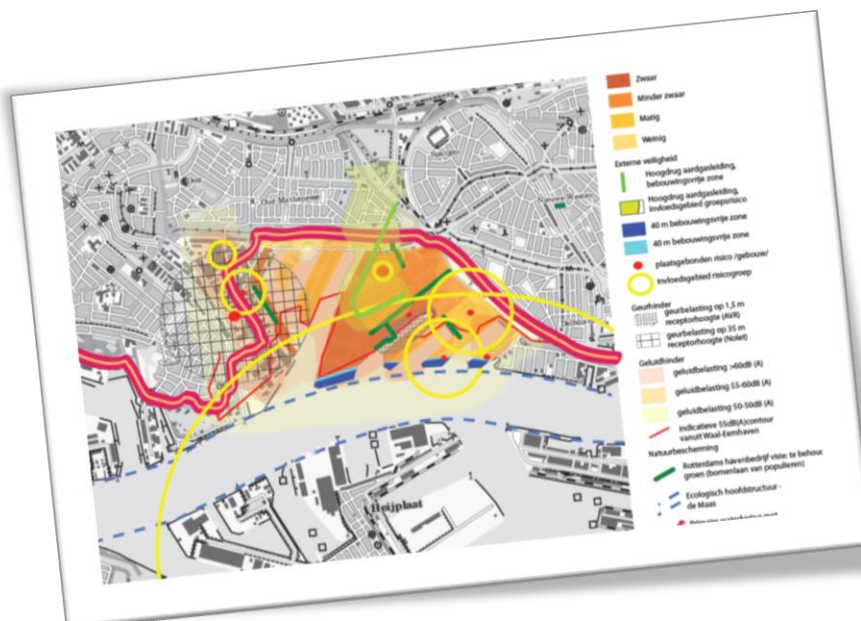 Zwaar
Minder zwaar
Matig
Weinig
Externe veiligheid
Hoogdruk aardgasleiding,
bebouwingsvrije zone
Hoogdruk aardgasleiding,
invloedsgebied groepsrisico
40 m bebouwingsvrije zone
40 m bebouwingsvrije zone
plaatsgebonden risico /gebouw/
invloedsgebied risicogroep
Geurhinder
geurbelasting op 1,5 m
receptorhoogte (AVR)
geurbelasting op 35 m
receptorhoogte (Nolet)
Geluidhinder
geluidbelasting >60dB (A)
geluidbelasting 55-60dB (A)
geluidbelasting 50-50dB (A)
indicatieve 55dB(A)contour
vanuit Waal-Eemhaven
Natuurbescherming
Rotterdams havenbedrijf visie: te behour
groen (bomenlaan van populieren)
Ecologisch hoofdstructuur -
de Maas
Heijplaat